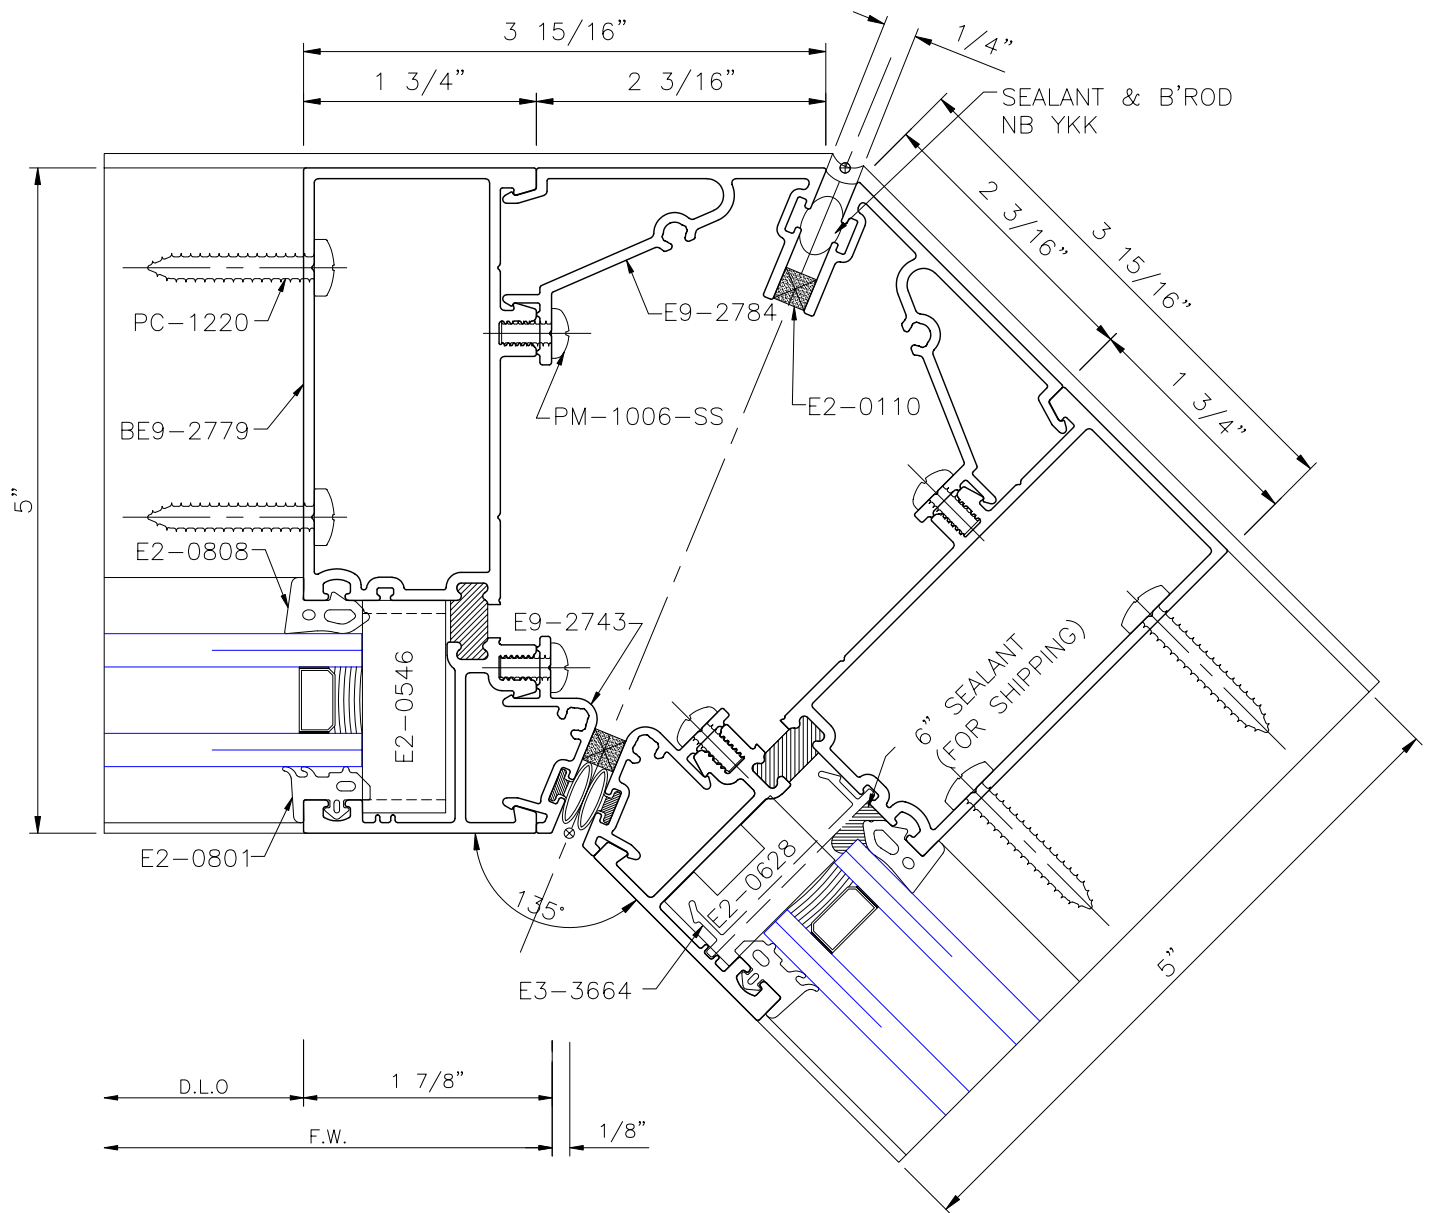 3 15/16”
1/4”
1 3/4”
2 3/16”
SEALANT & B’ROD
NB YKK
2 3/16”
3 15/16”
1 3/4”
PC-1220
E9-2784
E2-0110
PM-1006-SS
BE9-2779
5”
E2-0808
E9-2743
E2-0546
6” SEALANT
(FOR SHIPPING)
E2-0801
E2-0628
135°
E3-3664
5”
D.L.O
1 7/8”
F.W.
1/8”